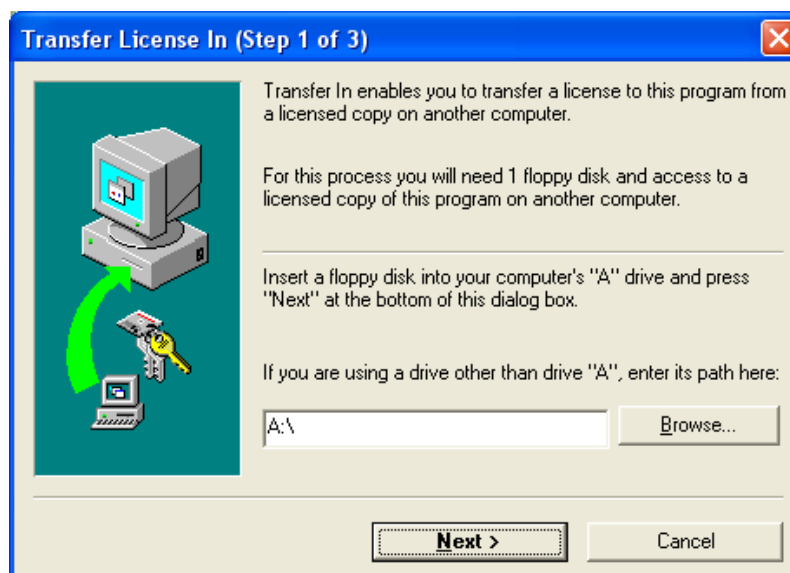 Transfer License In (Step 1 of 3)
Transfer In enables you to transfer a license to this program from
a licensed copy on another computer.
For this process you will need 1 floppy disk and access to a
licensed copy of this program on another computer.
Insert a floppy disk into your computer's "A" drive and press
"Next" at the bottom of this dialog box.
If you are using a drive other than drive "A", enter its path here:
A:\
Browse...
Next >
Cancel